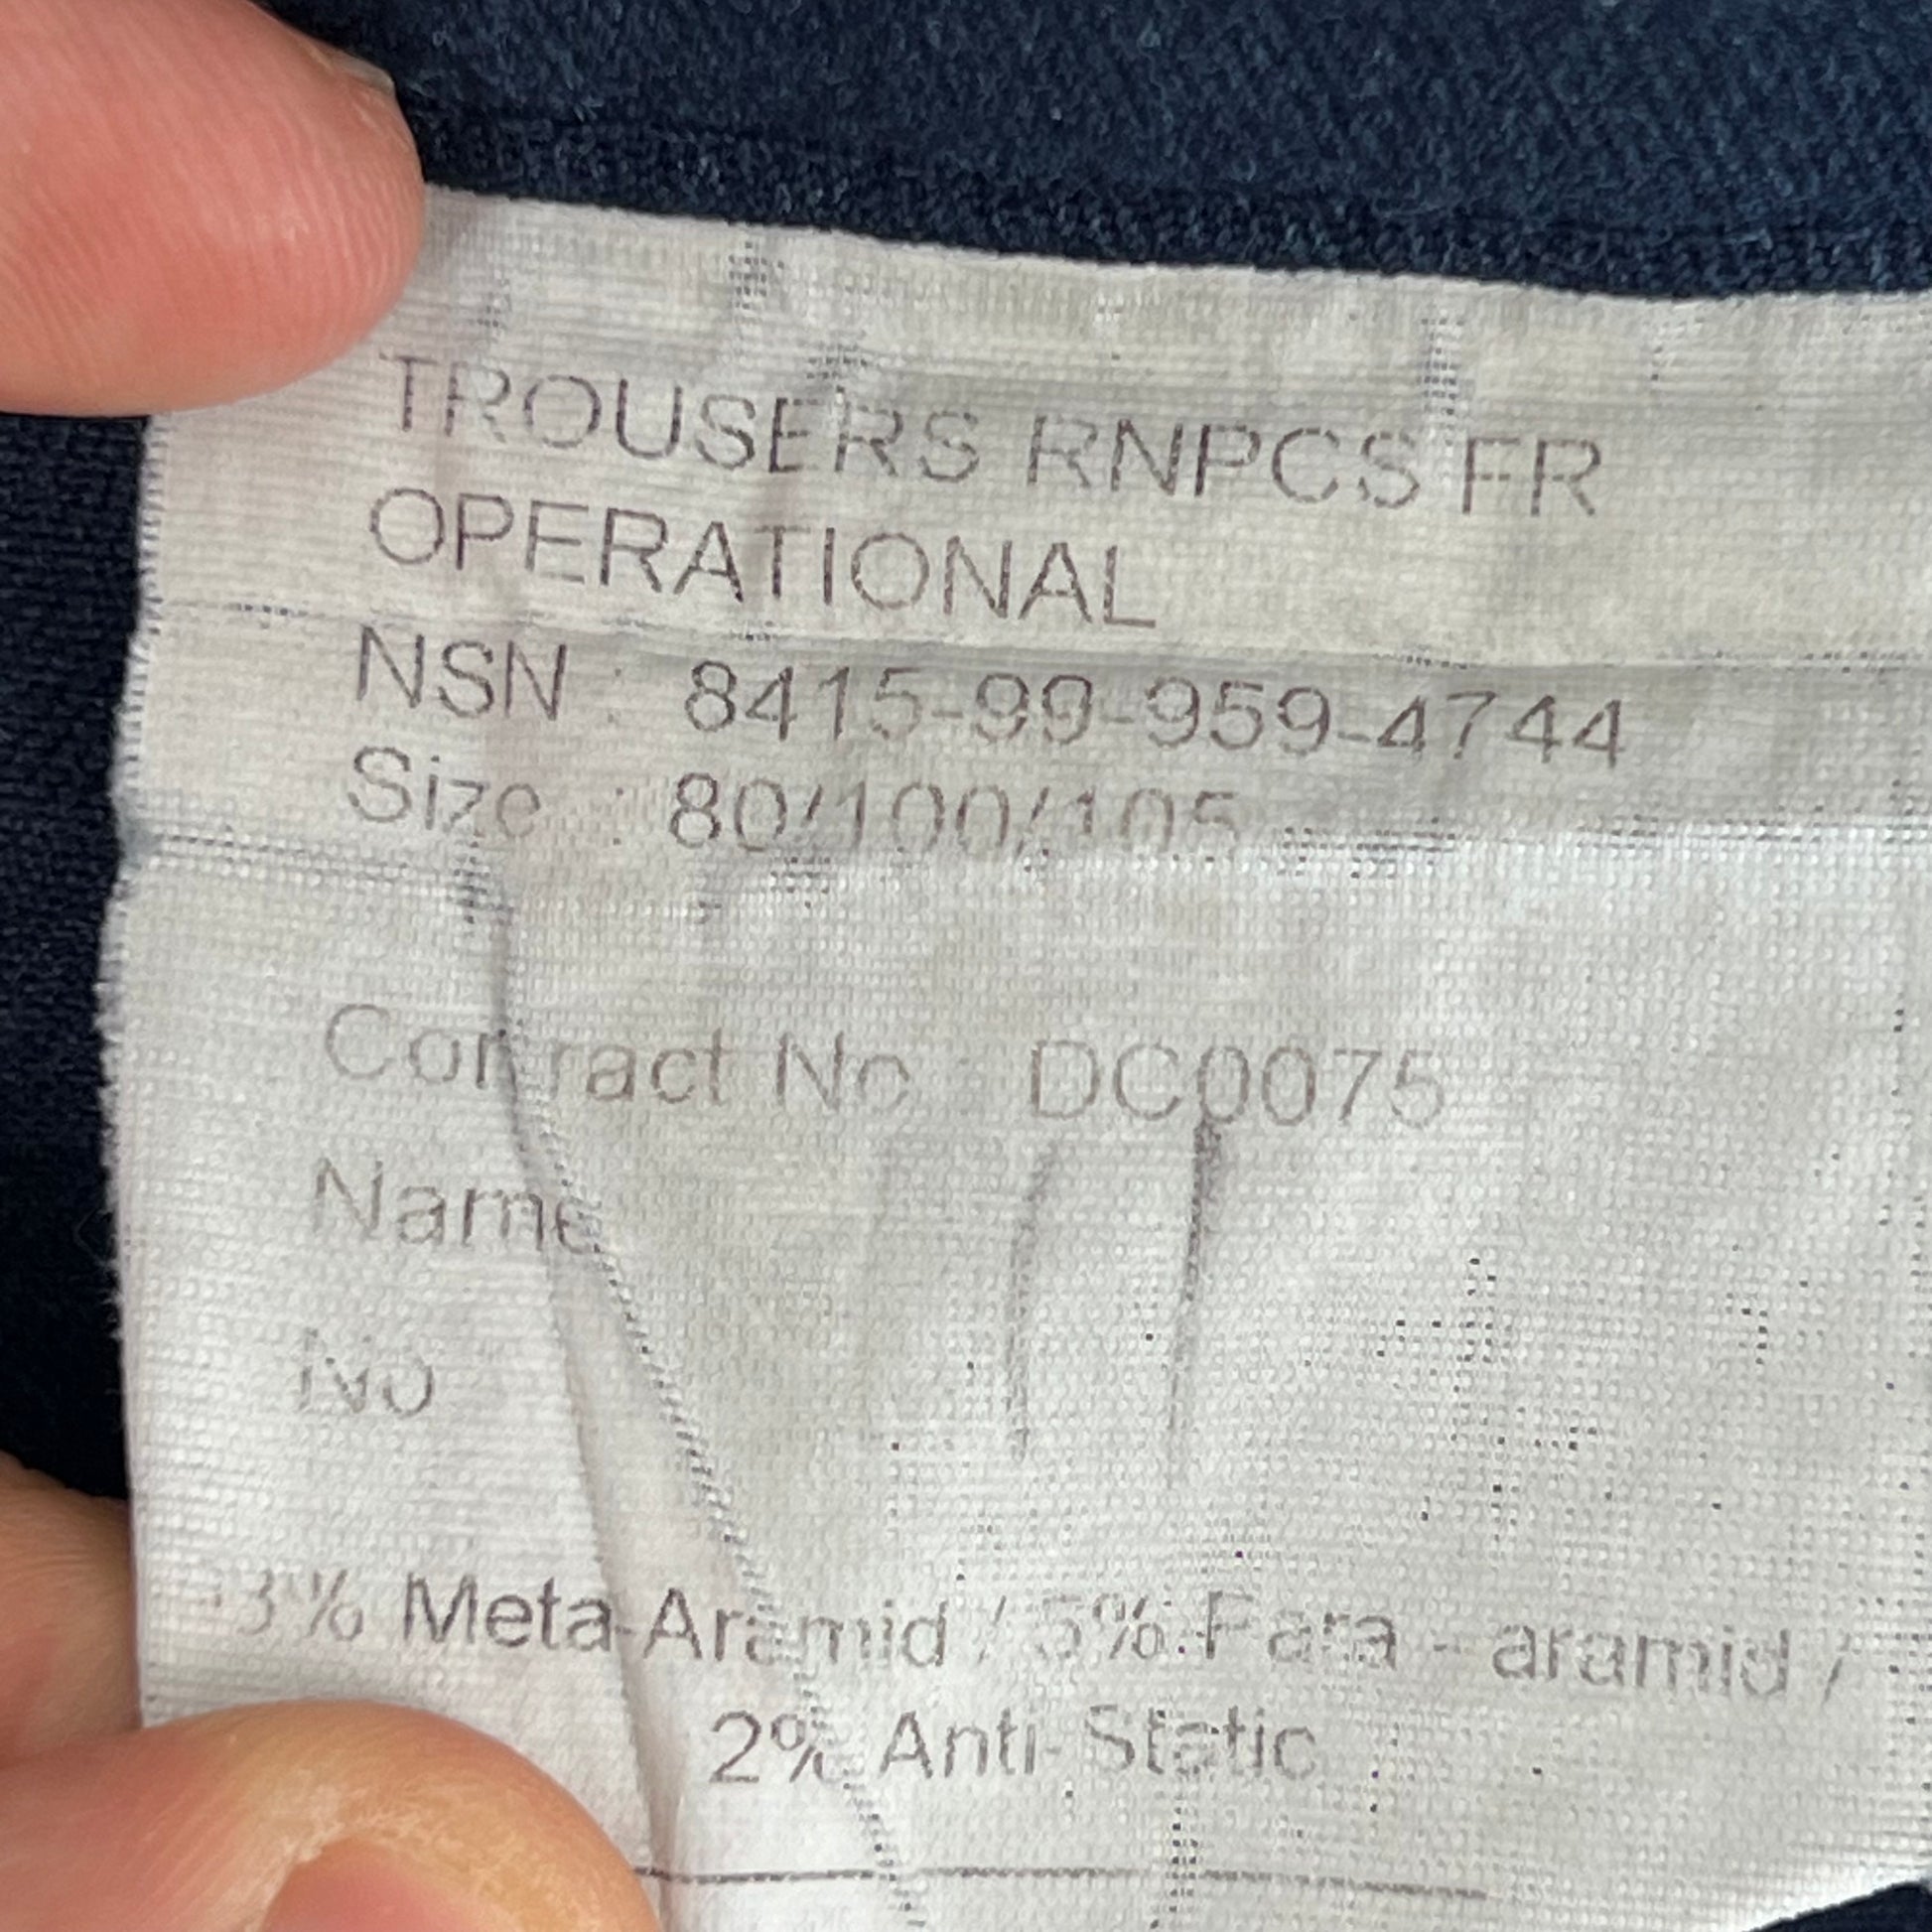 TROUSERS RNPCS FR
OPERATIONAL
NSN : 8415-99-959-4744
Size : 80/100/105
Contract No : DC0075
Name
No
3% Meta-Aramid / 5% Para - aramid /
2% Anti-Static